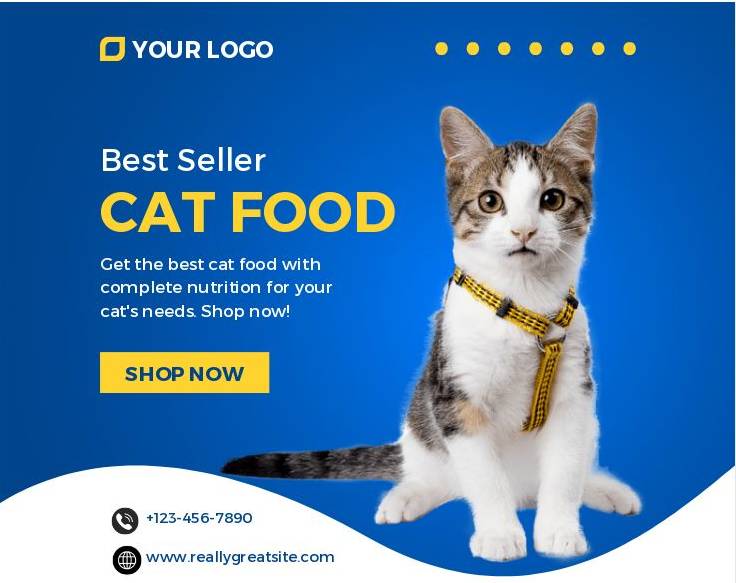 YOUR LOGO
Best Seller
CAT FOOD
Get the best cat food with
complete nutrition for your
cat's needs. Shop now!
SHOP NOW
+123-456-7890
www.reallygreatsite.com